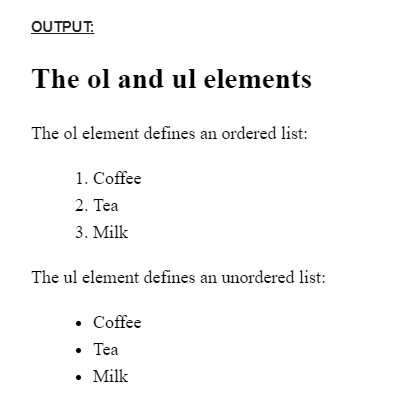 OUTPUT:
The ol and ul elements
The ol element defines an ordered list:
1. Coffee
2. Tea
3. Milk
The ul element defines an unordered list:
• Coffee
• Tea
• Milk